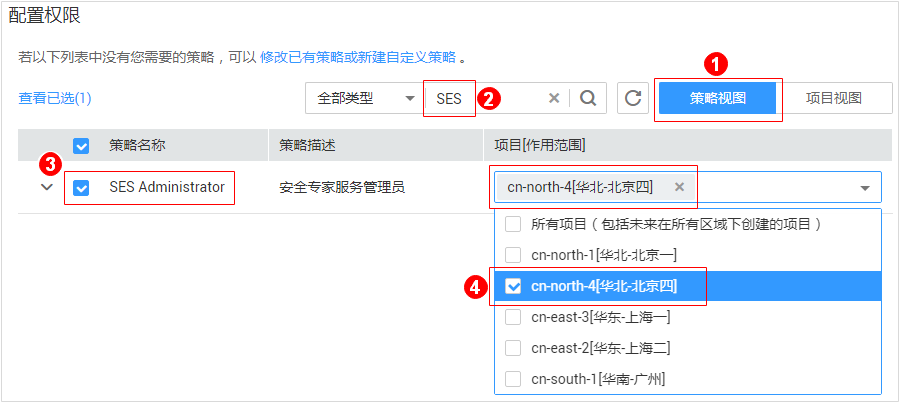 配置权限
若以下列表中没有您需要的策略，可以 修改已有策略或新建自定义策略 。
1
查看已选(1) 全部类型 SES 2 策略视图 项目视图
策略名称 策略描述 项目[作用范围]
3
SES Administrator 安全专家服务管理员 cn-north-4[华北-北京四]
所有项目（包括未来在所有区域下创建的项目）
cn-north-1[华北-北京一]
4 cn-north-4[华北-北京四]
cn-east-3[华东-上海一]
cn-east-2[华东-上海二]
cn-south-1[华南-广州]